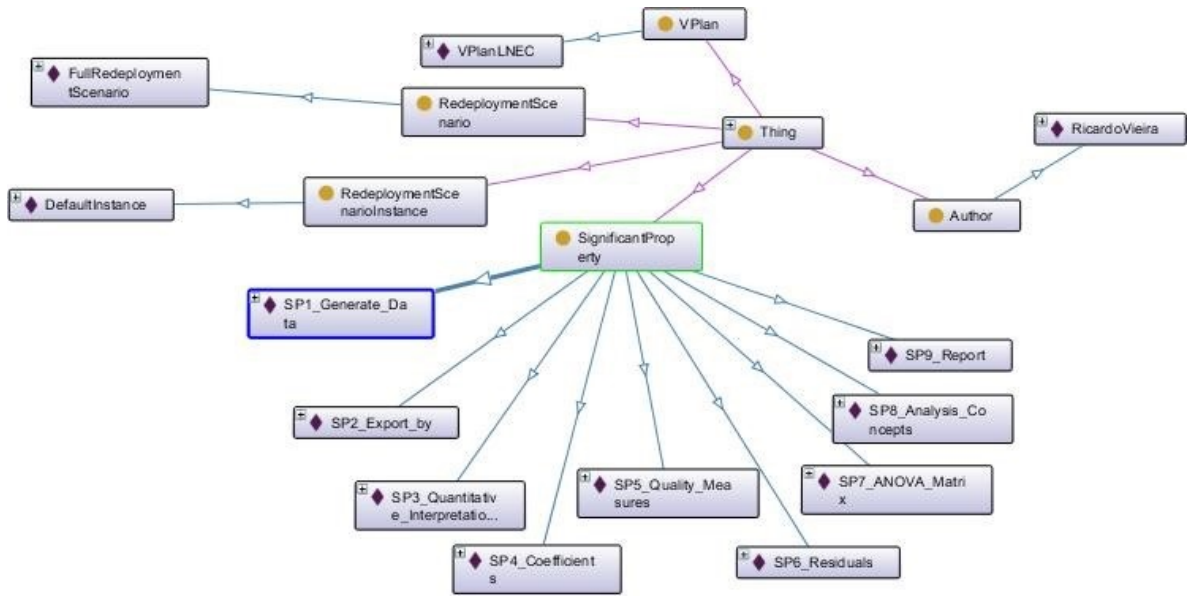 VPlan
VPlanLNEC
FullRedeploymen
tScenario
RedeploymentSce
nario
Thing
RicardoVieira
RedeploymentSce
narioInstance
DefaultInstance
Author
SignificantProp
erty
SP1_Generate_Da
ta
SP9_Report
SP2_Export_by
SP8_Analysis_Co
ncepts
SP3_Quantitativ
e_Interpretatio...
SP5_Quality_Mea
sures
SP7_ANOVA_Matri
x
SP4_Coefficient
s
SP6_Residuals